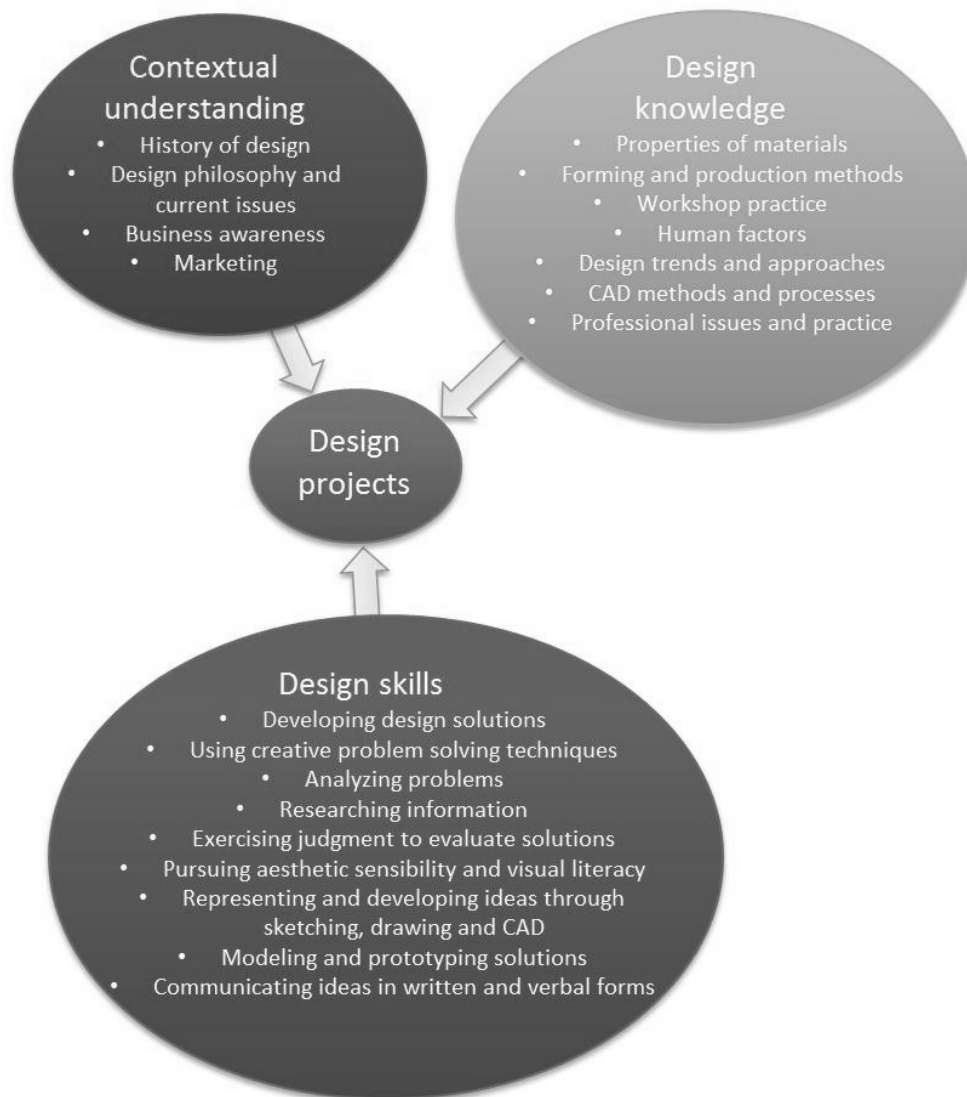 Contextual
understanding
• History of design
• Design philosophy and
current issues
• Business awareness
• Marketing
Design
knowledge
• Properties of materials
• Forming and production methods
• Workshop practice
• Human factors
• Design trends and approaches
• CAD methods and processes
• Professional issues and practice
Design
projects
Design skills
• Developing design solutions
• Using creative problem solving techniques
• Analyzing problems
• Researching information
• Exercising judgment to evaluate solutions
• Pursuing aesthetic sensibility and visual literacy
• Representing and developing ideas through
sketching, drawing and CAD
• Modeling and prototyping solutions
• Communicating ideas in written and verbal forms